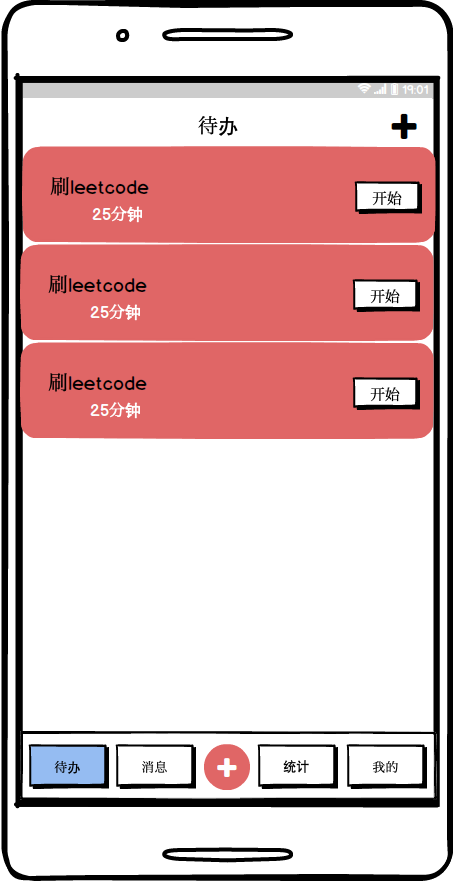 19:01
待办
刷leetcode
25分钟
开始
刷leetcode
25分钟
开始
刷leetcode
25分钟
开始
待办 消息 统计 我的